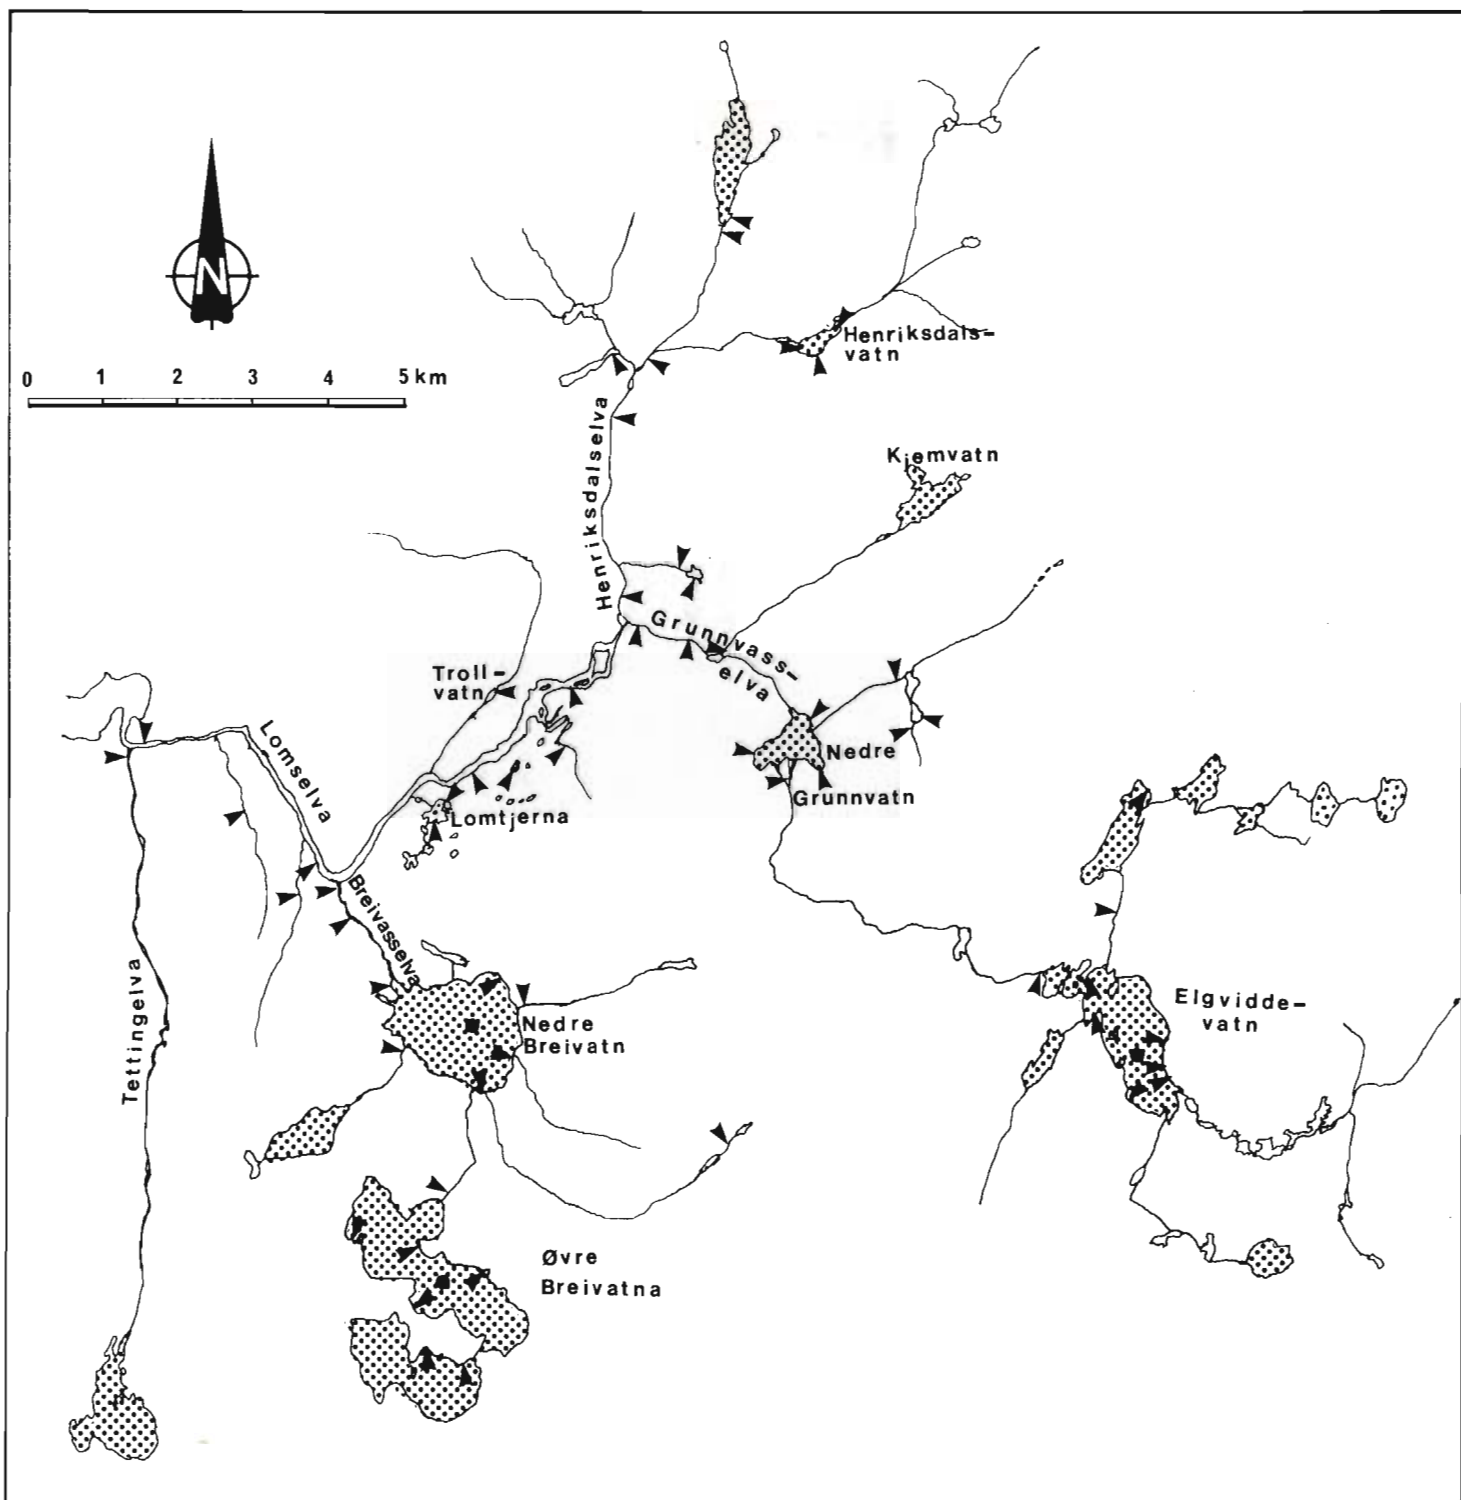 N
Henriksdals-
vatn
0 1 2 3 4 5 km
Henriksdalselva
Kjemvatn
Grunnvass-
elva
Troll-
vatn
Lomselva
Nedre
Grunnvatn
Lomtjerna
Breivasselva
Tettingelva
Nedre
Breivatn
Elgvidde-
vatn
Øvre
Breivatna